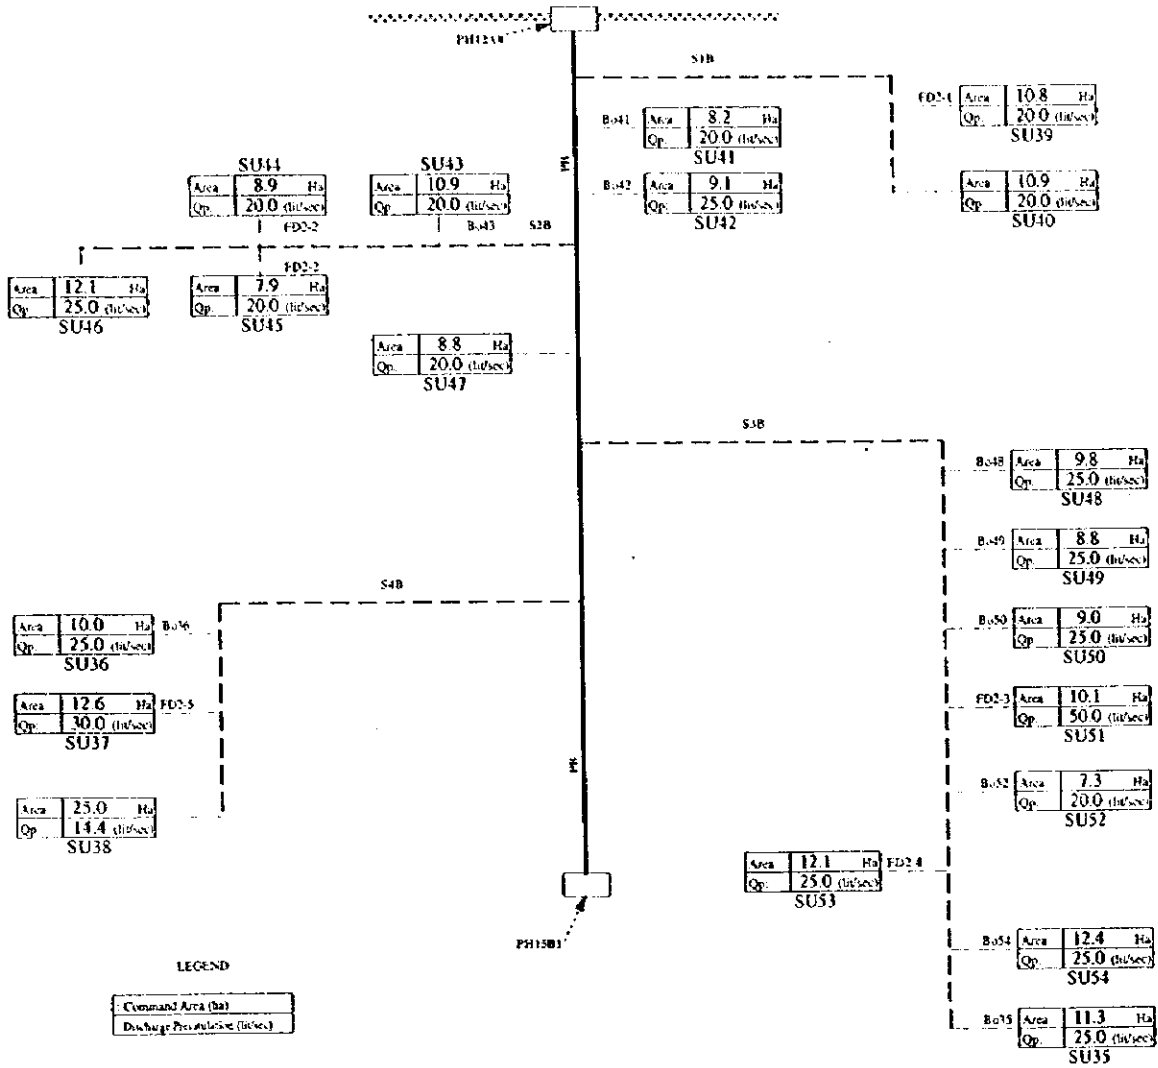 S1B
FD2-1
Area 10.8 Ha
Qp. 20.0 (lit/sec)
SU39
Bo41
Area 8.2 Ha
Qp. 20.0 (lit/sec)
SU41
PB
Bo42
Area 9.1 Ha
Qp. 25.0 (lit/sec)
SU42
Area 10.9 Ha
Qp. 20.0 (lit/sec)
SU40
SU44
Area 8.9 Ha
Qp. 20.0 (lit/sec)
FD2-2
SU43
Area 10.9 Ha
Qp. 20.0 (lit/sec)
Bo43
S2B
FD2-2
Area 12.1 Ha
Qp. 25.0 (lit/sec)
SU46
Area 7.9 Ha
Qp. 20.0 (lit/sec)
SU45
Area 8.8 Ha
Qp. 20.0 (lit/sec)
SU47
S3B
Bo48
Area 9.8 Ha
Qp. 25.0 (lit/sec)
SU48
Bo49
Area 8.8 Ha
Qp. 25.0 (lit/sec)
SU49
S4B
Bo36
Area 10.0 Ha
Qp. 25.0 (lit/sec)
SU36
Bo50
Area 9.0 Ha
Qp. 25.0 (lit/sec)
SU50
FD2-5
Area 12.6 Ha
Qp. 30.0 (lit/sec)
SU37
FD2-3
Area 10.1 Ha
Qp. 50.0 (lit/sec)
SU51
PB
Area 25.0 Ha
Qp. 14.4 (lit/sec)
SU38
Bo52
Area 7.3 Ha
Qp. 20.0 (lit/sec)
SU52
Area 12.1 Ha
Qp. 25.0 (lit/sec)
SU53
FD2-4
PH15B1
Bo54
Area 12.4 Ha
Qp. 25.0 (lit/sec)
SU54
LEGEND
Command Area (ha)
Discharge (lit/sec)
Bo35
Area 11.3 Ha
Qp. 25.0 (lit/sec)
SU35